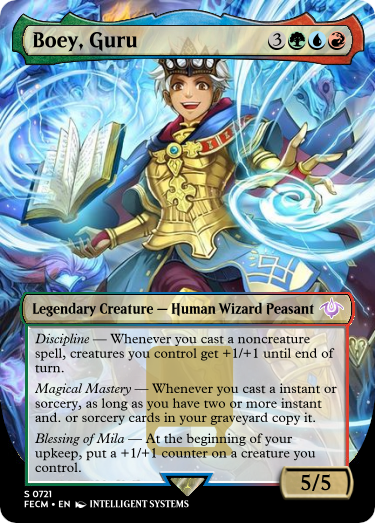 Boey, Guru 3
Legendary Creature — Human Wizard Peasant
Discipline — Whenever you cast a noncreature
spell, creatures you control get +1/+1 until end of
turn.
Magical Mastery — Whenever you cast a instant or
sorcery, as long as you have two or more instant
and. or sorcery cards in your graveyard copy it.
Blessing of Mila — At the beginning of your
upkeep, put a +1/+1 counter on a creature you
control.
5/5
S 0721
FECM • EN INTELLIGENT SYSTEMS